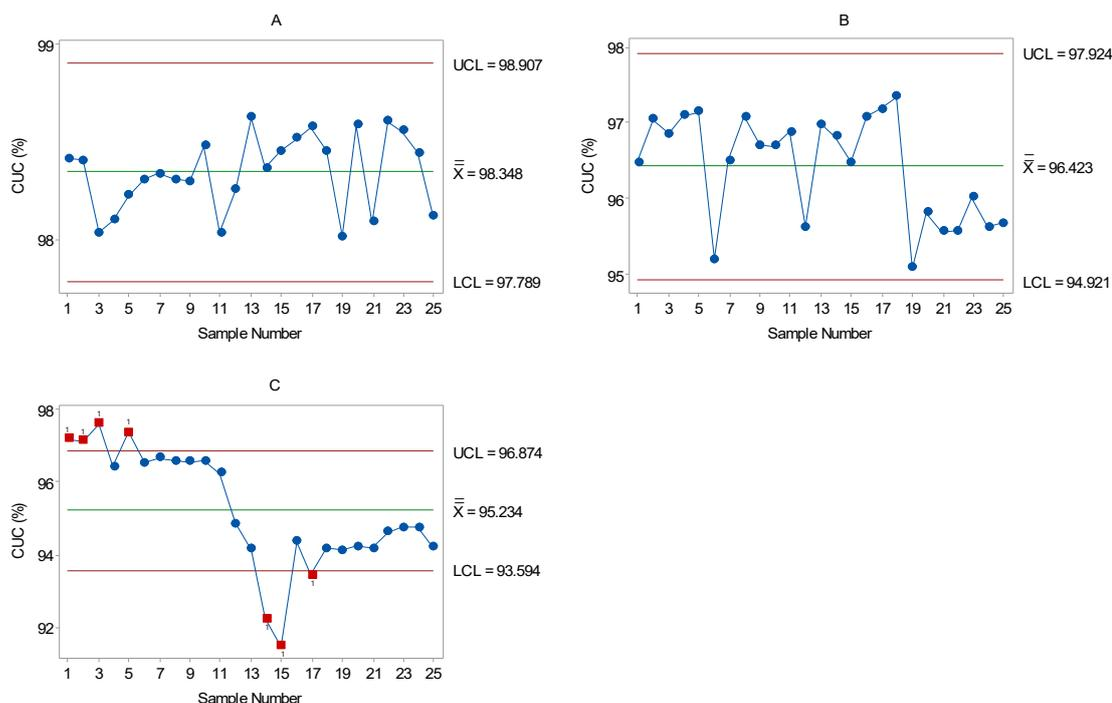 A
CUC (%)
99
98
UCL = 98.907
X̿ = 98.348
LCL = 97.789
1 3 5 7 9 11 13 15 17 19 21 23 25
Sample Number
B
CUC (%)
98
97
96
95
UCL = 97.924
X̿ = 96.423
LCL = 94.921
1 3 5 7 9 11 13 15 17 19 21 23 25
Sample Number
C
CUC (%)
98
96
94
92
1 1 1 1
1 1 1
UCL = 96.874
X̿ = 95.234
LCL = 93.594
1 3 5 7 9 11 13 15 17 19 21 23 25
Sample Number